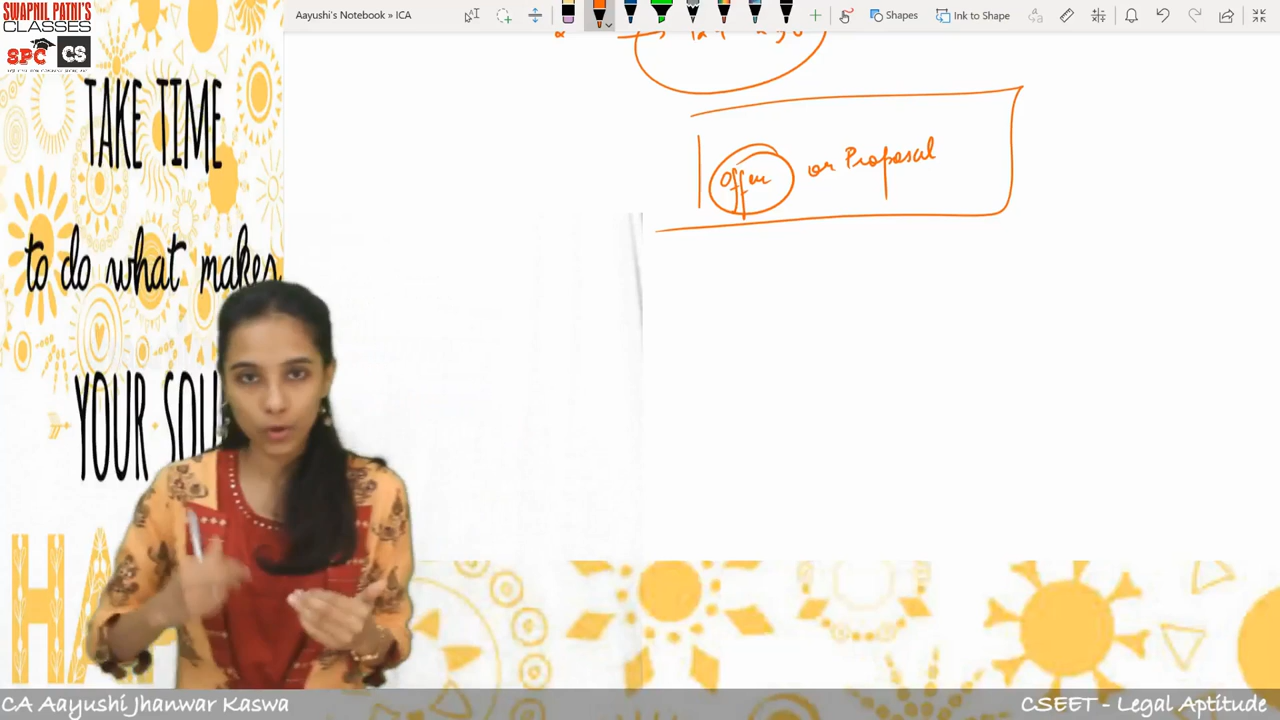 SWAPNIL PATNI'S
CLASSES
SPC CS
Aayushi's Notebook » ICA
Shapes
Ink to Shape
TAKE TIME
to do what makes
YOUR SOU
HA
Offer or Proposal
CA Aayushi Jhanwar Kaswa
CSEET - Legal Aptitude